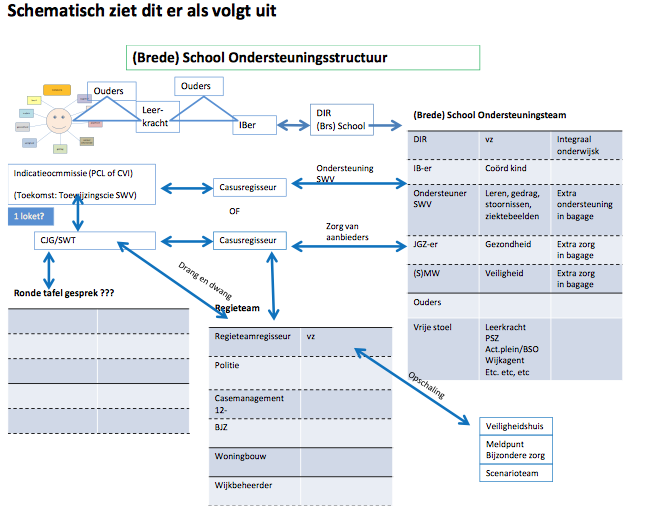 Schematisch ziet dit er als volgt uit
(Brede) School Ondersteuningsstructuur
Ouders
Leer-
kracht
Ouders
IBer
DIR
(Brs) School
(Brede) School Ondersteuningsteam
DIR vz Integraal
onderwijsk
IB-er Coörd kind
Ondersteuner Leren, gedrag, Extra
SWV stoornissen, ondersteuning
ziektebeelden in bagage
JGZ-er Gezondheid Extra zorg
in bagage
(S)MW Veiligheid Extra zorg
in bagage
Ouders
Vrije stoel Leerkracht
PSZ
Act.plein/BSO
Wijkagent
Etc. etc, etc
Indicatieocmmissie (PCL of CVI)
(Toekomst: Toewijzingscie SWV)
1 loket?
CJG/SWT
Casusregisseur
OF
Casusregisseur
Ondersteuning
SWV
Zorg van
aanbieders
Drang en dwang
Ronde tafel gesprek ???
Regieteam
Regieteamregisseur vz
Politie
Casemanagement
12-
BJZ
Woningbouw
Wijkbeheerder
Opschaling
Veiligheidshuis
Meldpunt
Bijzondere zorg
Scenarioteam